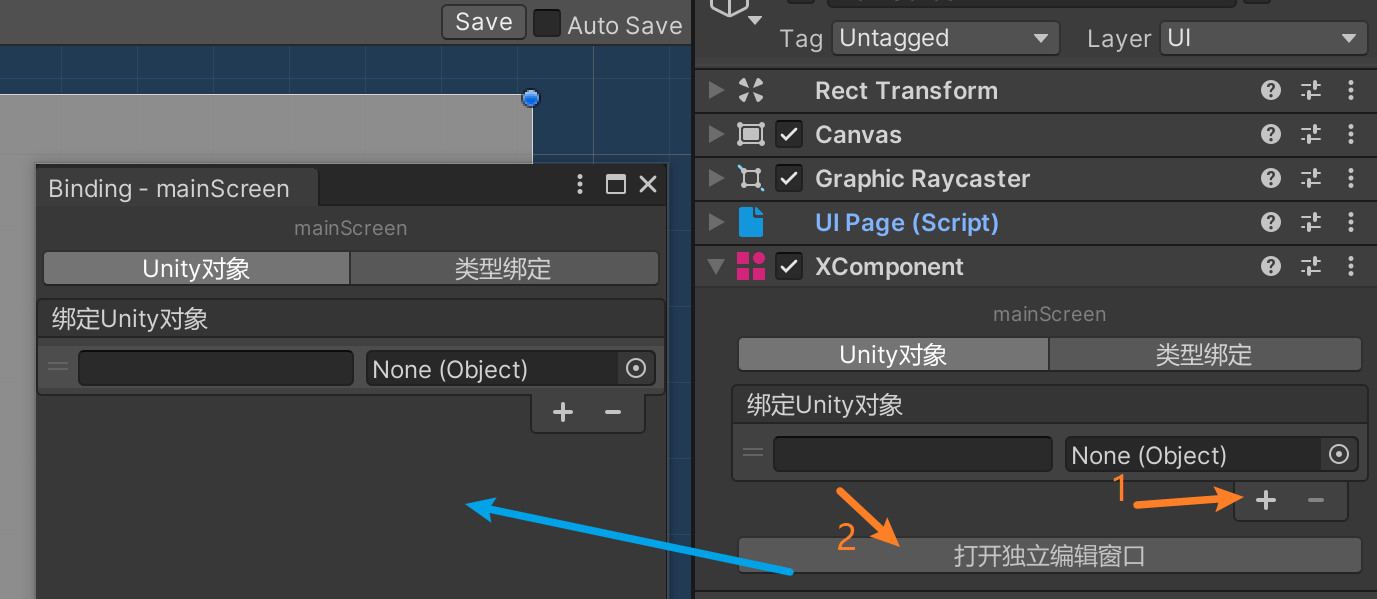 Save
Auto Save
Binding - mainScreen
mainScreen
Unity对象
类型绑定
绑定Unity对象
None (Object)
Tag
Untagged
Layer
UI
Rect Transform
Canvas
Graphic Raycaster
UI Page (Script)
XComponent
mainScreen
Unity对象
类型绑定
绑定Unity对象
None (Object)
1
2
打开独立编辑窗口